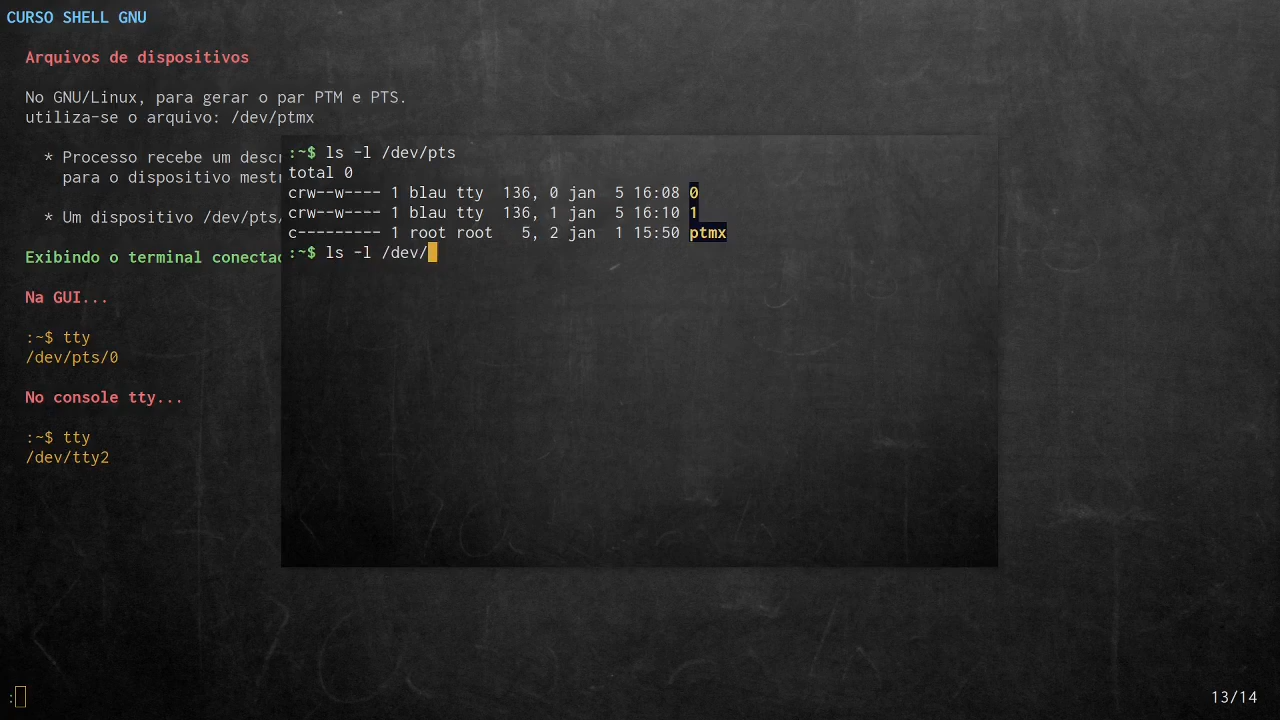 CURSO SHELL GNU
Arquivos de dispositivos
No GNU/Linux, para gerar o par PTM e PTS.
utiliza-se o arquivo: /dev/ptmx
* Processo recebe um descr
para o dispositivo mestr
* Um dispositivo /dev/pts/
Exibindo o terminal conectad
Na GUI...
:~$ tty
/dev/pts/0
No console tty...
:~$ tty
/dev/tty2
:~$ ls -l /dev/pts
total 0
crw--w---- 1 blau tty  136, 0 jan  5 16:08 0
crw--w---- 1 blau tty  136, 1 jan  5 16:10 1
c--------- 1 root root   5, 2 jan  1 15:50 ptmx
:~$ ls -l /dev/
:
13/14